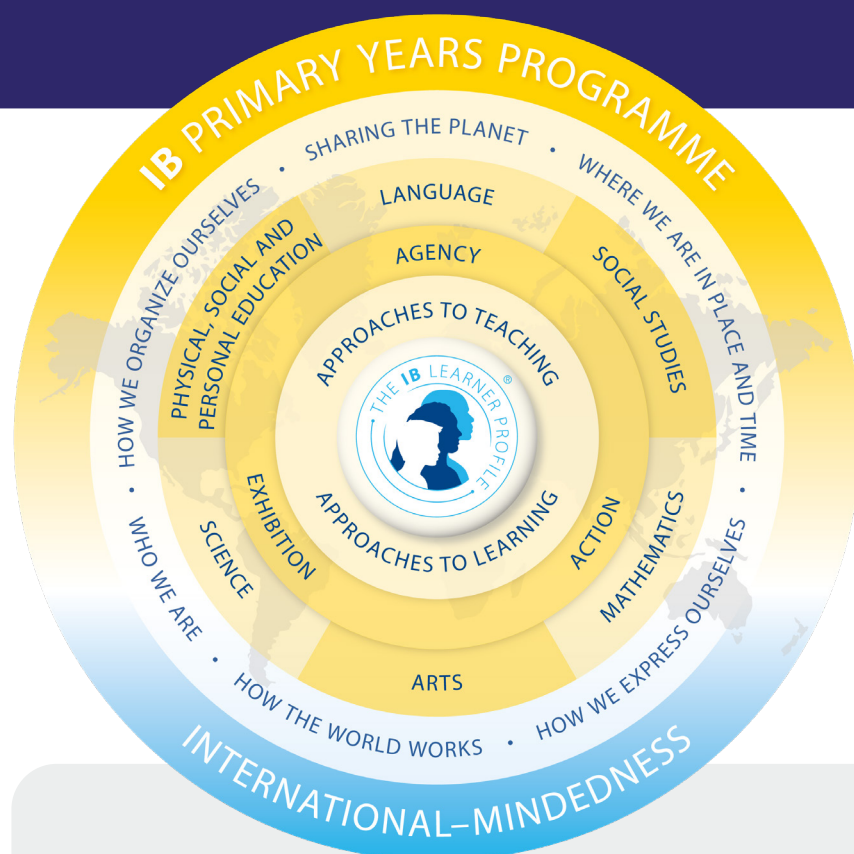 IB PRIMARY YEARS PROGRAMME
SHARING THE PLANET
•
WHERE WE ARE IN PLACE AND TIME
•
HOW WE EXPRESS OURSELVES
•
HOW THE WORLD WORKS
•
WHO WE ARE
•
HOW WE ORGANIZE OURSELVES
•
LANGUAGE
SOCIAL STUDIES
MATHEMATICS
ARTS
SCIENCE
PHYSICAL, SOCIAL AND
PERSONAL EDUCATION
AGENCY
ACTION
EXHIBITION
APPROACHES TO TEACHING
APPROACHES TO LEARNING
THE IB LEARNER PROFILE ®
INTERNATIONAL–MINDEDNESS